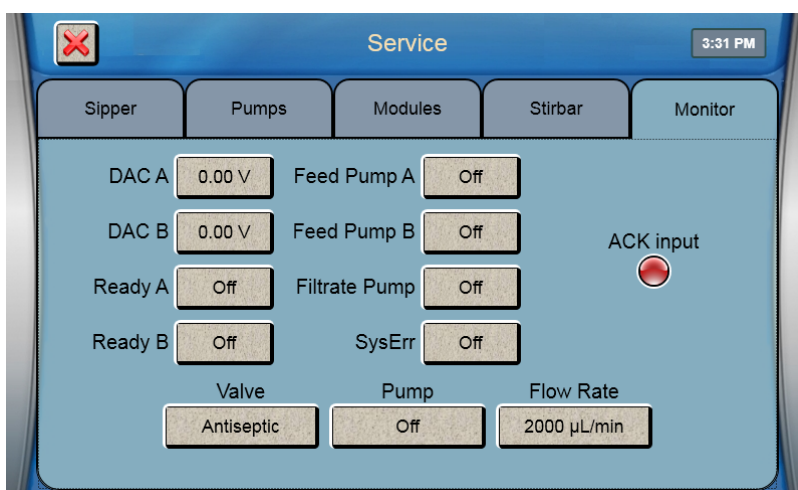 Service
3:31 PM
Sipper Pumps Modules Stirbar Monitor
DAC A 0.00 V Feed Pump A Off
DAC B 0.00 V Feed Pump B Off
ACK input
Ready A Off Filtrate Pump Off
Ready B Off SysErr Off
Valve Pump Flow Rate
Antiseptic Off 2000 µL/min